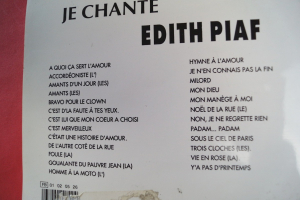 JE CHANTE
EDITH PIAF
A QUOI ÇA SERT L'AMOUR
ACCORDÉONISTE (L')
AMANTS D'UN JOUR (LES)
AMANTS (LES)
BRAVO POUR LE CLOWN
C'EST D'LA FAUTE À TES YEUX.
C'EST LUI QUE MON COEUR A CHOISI
C'EST MERVEILLEUX
C'ÉTAIT UNE HISTOIRE D'AMOUR
DE L'AUTRE COTÉ DE LA RUE
FOULE (LA)
GOUALANTE DU PAUVRE JEAN (LA)
HOMME À LA MOTO (L')
HYMNE À L'AMOUR
JE N'EN CONNAIS PAS LA FIN
MILORD
MON DIEU
MON MANÈGE À MOI
NOËL DE LA RUE (LE)
NON, JE NE REGRETTE RIEN
PADAM... PADAM
SOUS LE CIEL DE PARIS
TROIS CLOCHES (LES)
VIE EN ROSE (LA)
Y'A PAS D'PRINTEMPS